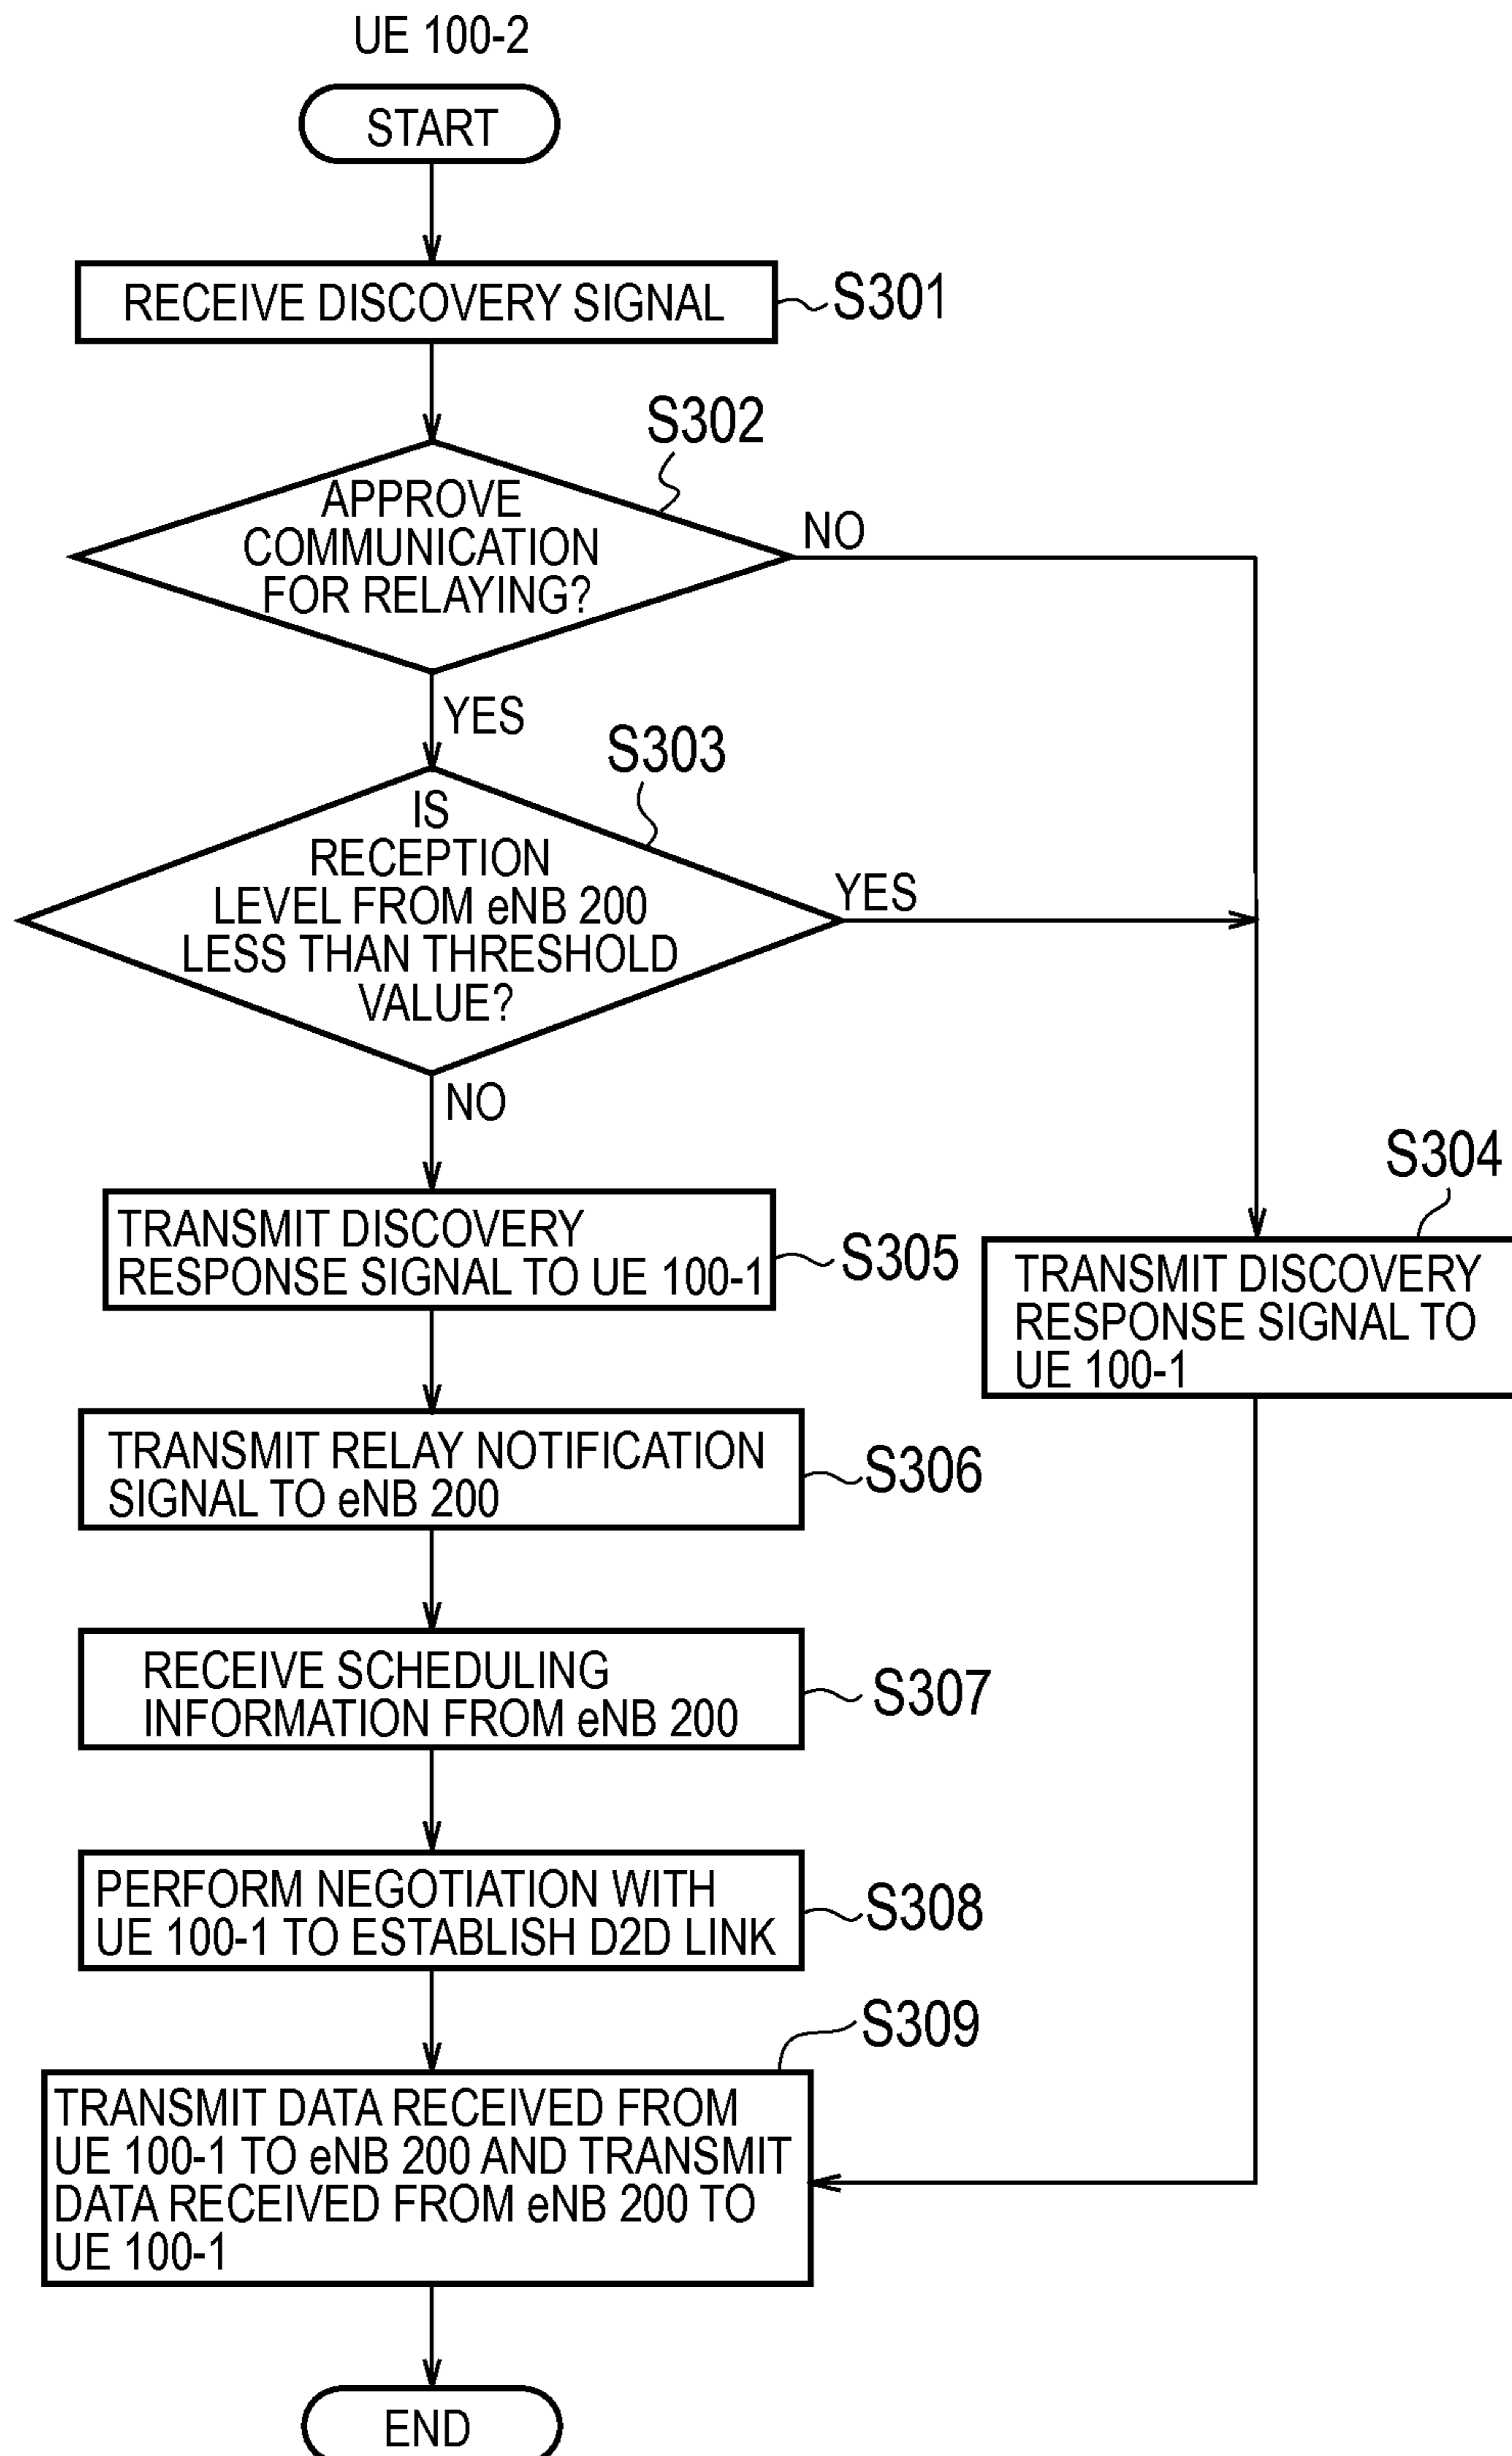 UE 100-2
START
RECEIVE DISCOVERY SIGNAL
S301
S302
APPROVE
COMMUNICATION
FOR RELAYING?
NO
YES
S303
IS
RECEPTION
LEVEL FROM eNB 200
LESS THAN THRESHOLD
VALUE?
YES
NO
S304
TRANSMIT DISCOVERY
RESPONSE SIGNAL TO
UE 100-1
TRANSMIT DISCOVERY
RESPONSE SIGNAL TO UE 100-1
S305
TRANSMIT RELAY NOTIFICATION
SIGNAL TO eNB 200
S306
RECEIVE SCHEDULING
INFORMATION FROM eNB 200
S307
PERFORM NEGOTIATION WITH
UE 100-1 TO ESTABLISH D2D LINK
S308
S309
TRANSMIT DATA RECEIVED FROM
UE 100-1 TO eNB 200 AND TRANSMIT
DATA RECEIVED FROM eNB 200 TO
UE 100-1
END